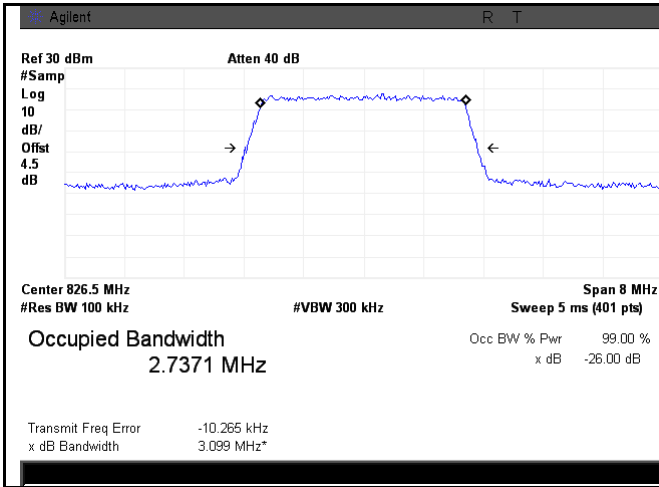 Agilent R T
Ref 30 dBm Atten 40 dB
#Samp
Log
10
dB/
Offst
4.5
dB
Center 826.5 MHz Span 8 MHz
#Res BW 100 kHz #VBW 300 kHz Sweep 5 ms (401 pts)
Occupied Bandwidth Occ BW % Pwr 99.00 %
2.7371 MHz x dB -26.00 dB
Transmit Freq Error -10.265 kHz
x dB Bandwidth 3.099 MHz*